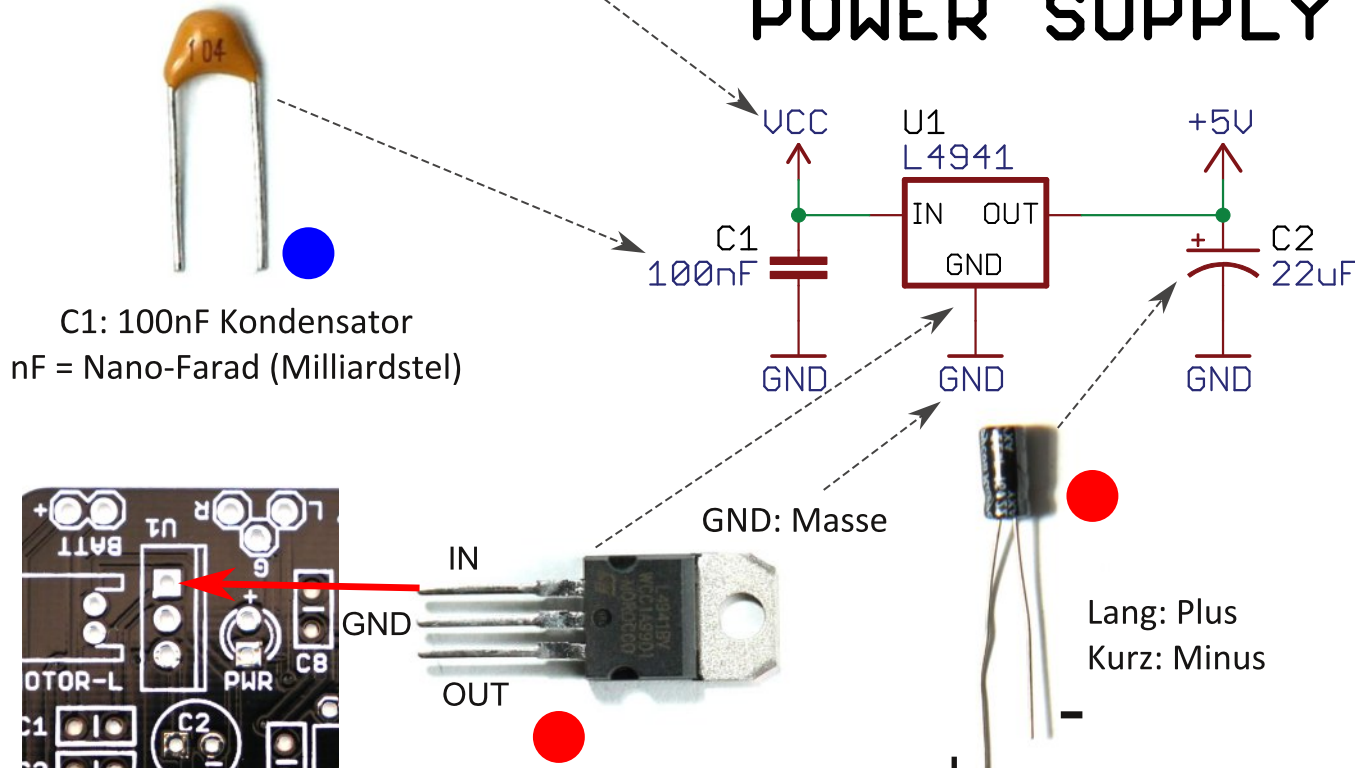 POWER SUPPLY
104
VCC
U1
L4941
+5V
IN
OUT
GND
C1
100nF
+
C2
22uF
GND
GND
GND
C1: 100nF Kondensator
nF = Nano-Farad (Milliardstel)
GND: Masse
+
BATT
U1
R
L
G
+
OTOR-L
PWR
C8
C1
C2
IN
GND
OUT
Lang: Plus
Kurz: Minus
-